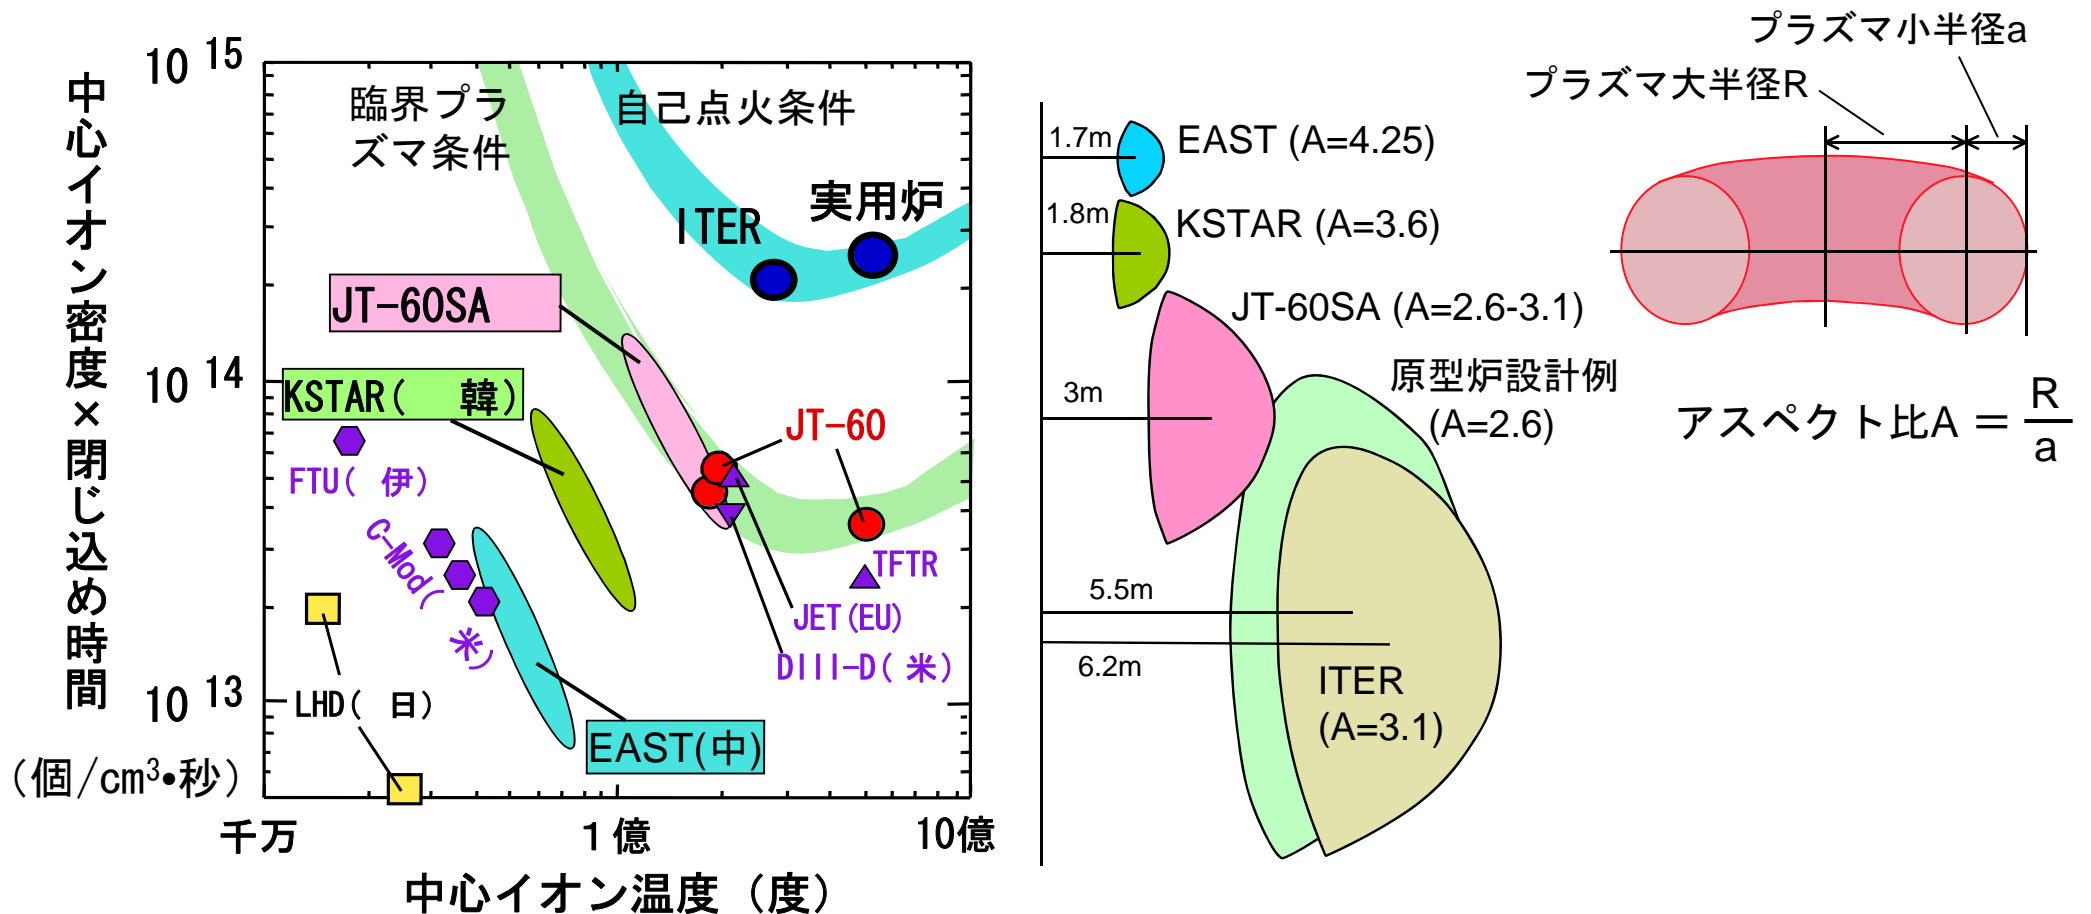 中心イオン密度×閉じ込め時間
（個/cm³•秒）
10 15
10 14
10 13
臨界プラ
ズマ条件
自己点火条件
ITER
実用炉
JT-60SA
KSTAR( 韓)
FTU( 伊)
C-Mod( 米)
JT-60
TFTR
JET(EU)
DIII-D( 米)
LHD( 日)
EAST(中)
千万
1億
10億
中心イオン温度（度）
1.7m
EAST (A=4.25)
1.8m
KSTAR (A=3.6)
JT-60SA (A=2.6-3.1)
3m
原型炉設計例
(A=2.6)
5.5m
6.2m
ITER
(A=3.1)
プラズマ小半径a
プラズマ大半径R
アスペクト比A = R
a